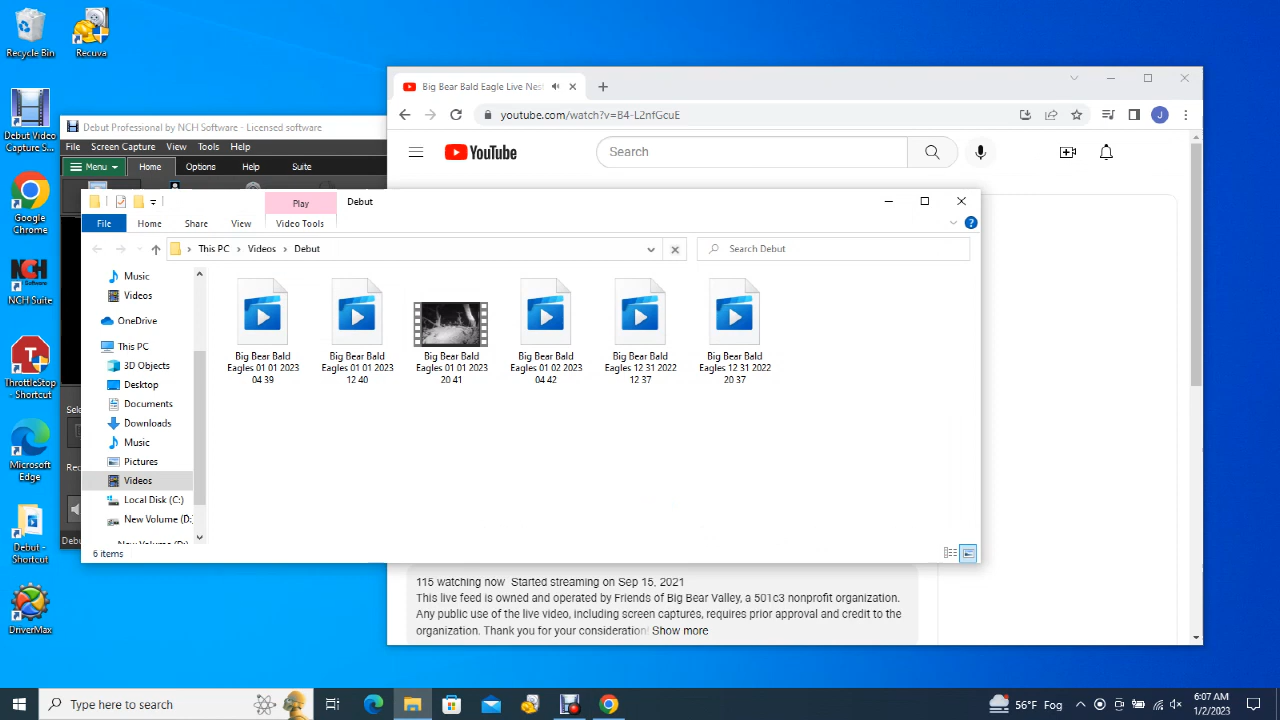 Recycle Bin
Recuva
Debut Video
Capture S...
Google
Chrome
NCH Suite
ThrottleStop
- Shortcut
Microsoft
Edge
Debut -
Shortcut
DriverMax
Debut Professional by NCH Software - Licensed software
File Screen Capture View Tools Help
Menu Home Options Help Suite
Big Bear Bald Eagle Live Nes
youtube.com/watch?v=B4-L2nfGcuE
J
YouTube
Search
Play Debut
File Home Share View Video Tools
This PC Videos Debut
Search Debut
Music
Videos
OneDrive
This PC
3D Objects
Desktop
Documents
Downloads
Music
Pictures
Videos
Local Disk (C:)
New Volume (D:
Big Bear Bald
Eagles 01 01 2023
04 39
Big Bear Bald
Eagles 01 01 2023
12 40
Big Bear Bald
Eagles 01 01 2023
20 41
Big Bear Bald
Eagles 01 02 2023
04 42
Big Bear Bald
Eagles 12 31 2022
12 37
Big Bear Bald
Eagles 12 31 2022
20 37
6 items
Sele
Rec
Debu
115 watching now Started streaming on Sep 15, 2021
This live feed is owned and operated by Friends of Big Bear Valley, a 501c3 nonprofit organization.
Any public use of the live video, including screen captures, requires prior approval and credit to the
organization. Thank you for your consideration! Show more
Type here to search
56°F Fog
6:07 AM
1/2/2023